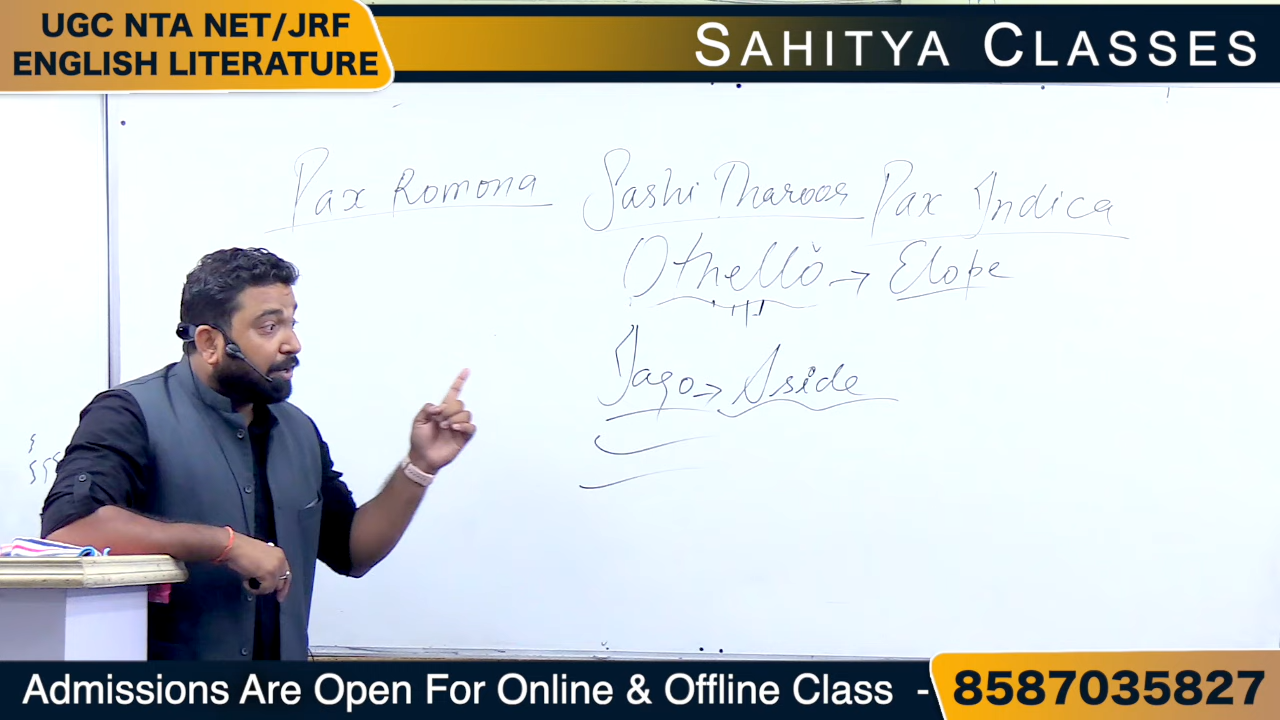 UGC NTA NET/JRF
ENGLISH LITERATURE
SAHITYA CLASSES
Pax Romona Sashi Tharoor Pax Indica
Othello → Elope
Iago → Aside
Admissions Are Open For Online & Offline Class - 8587035827